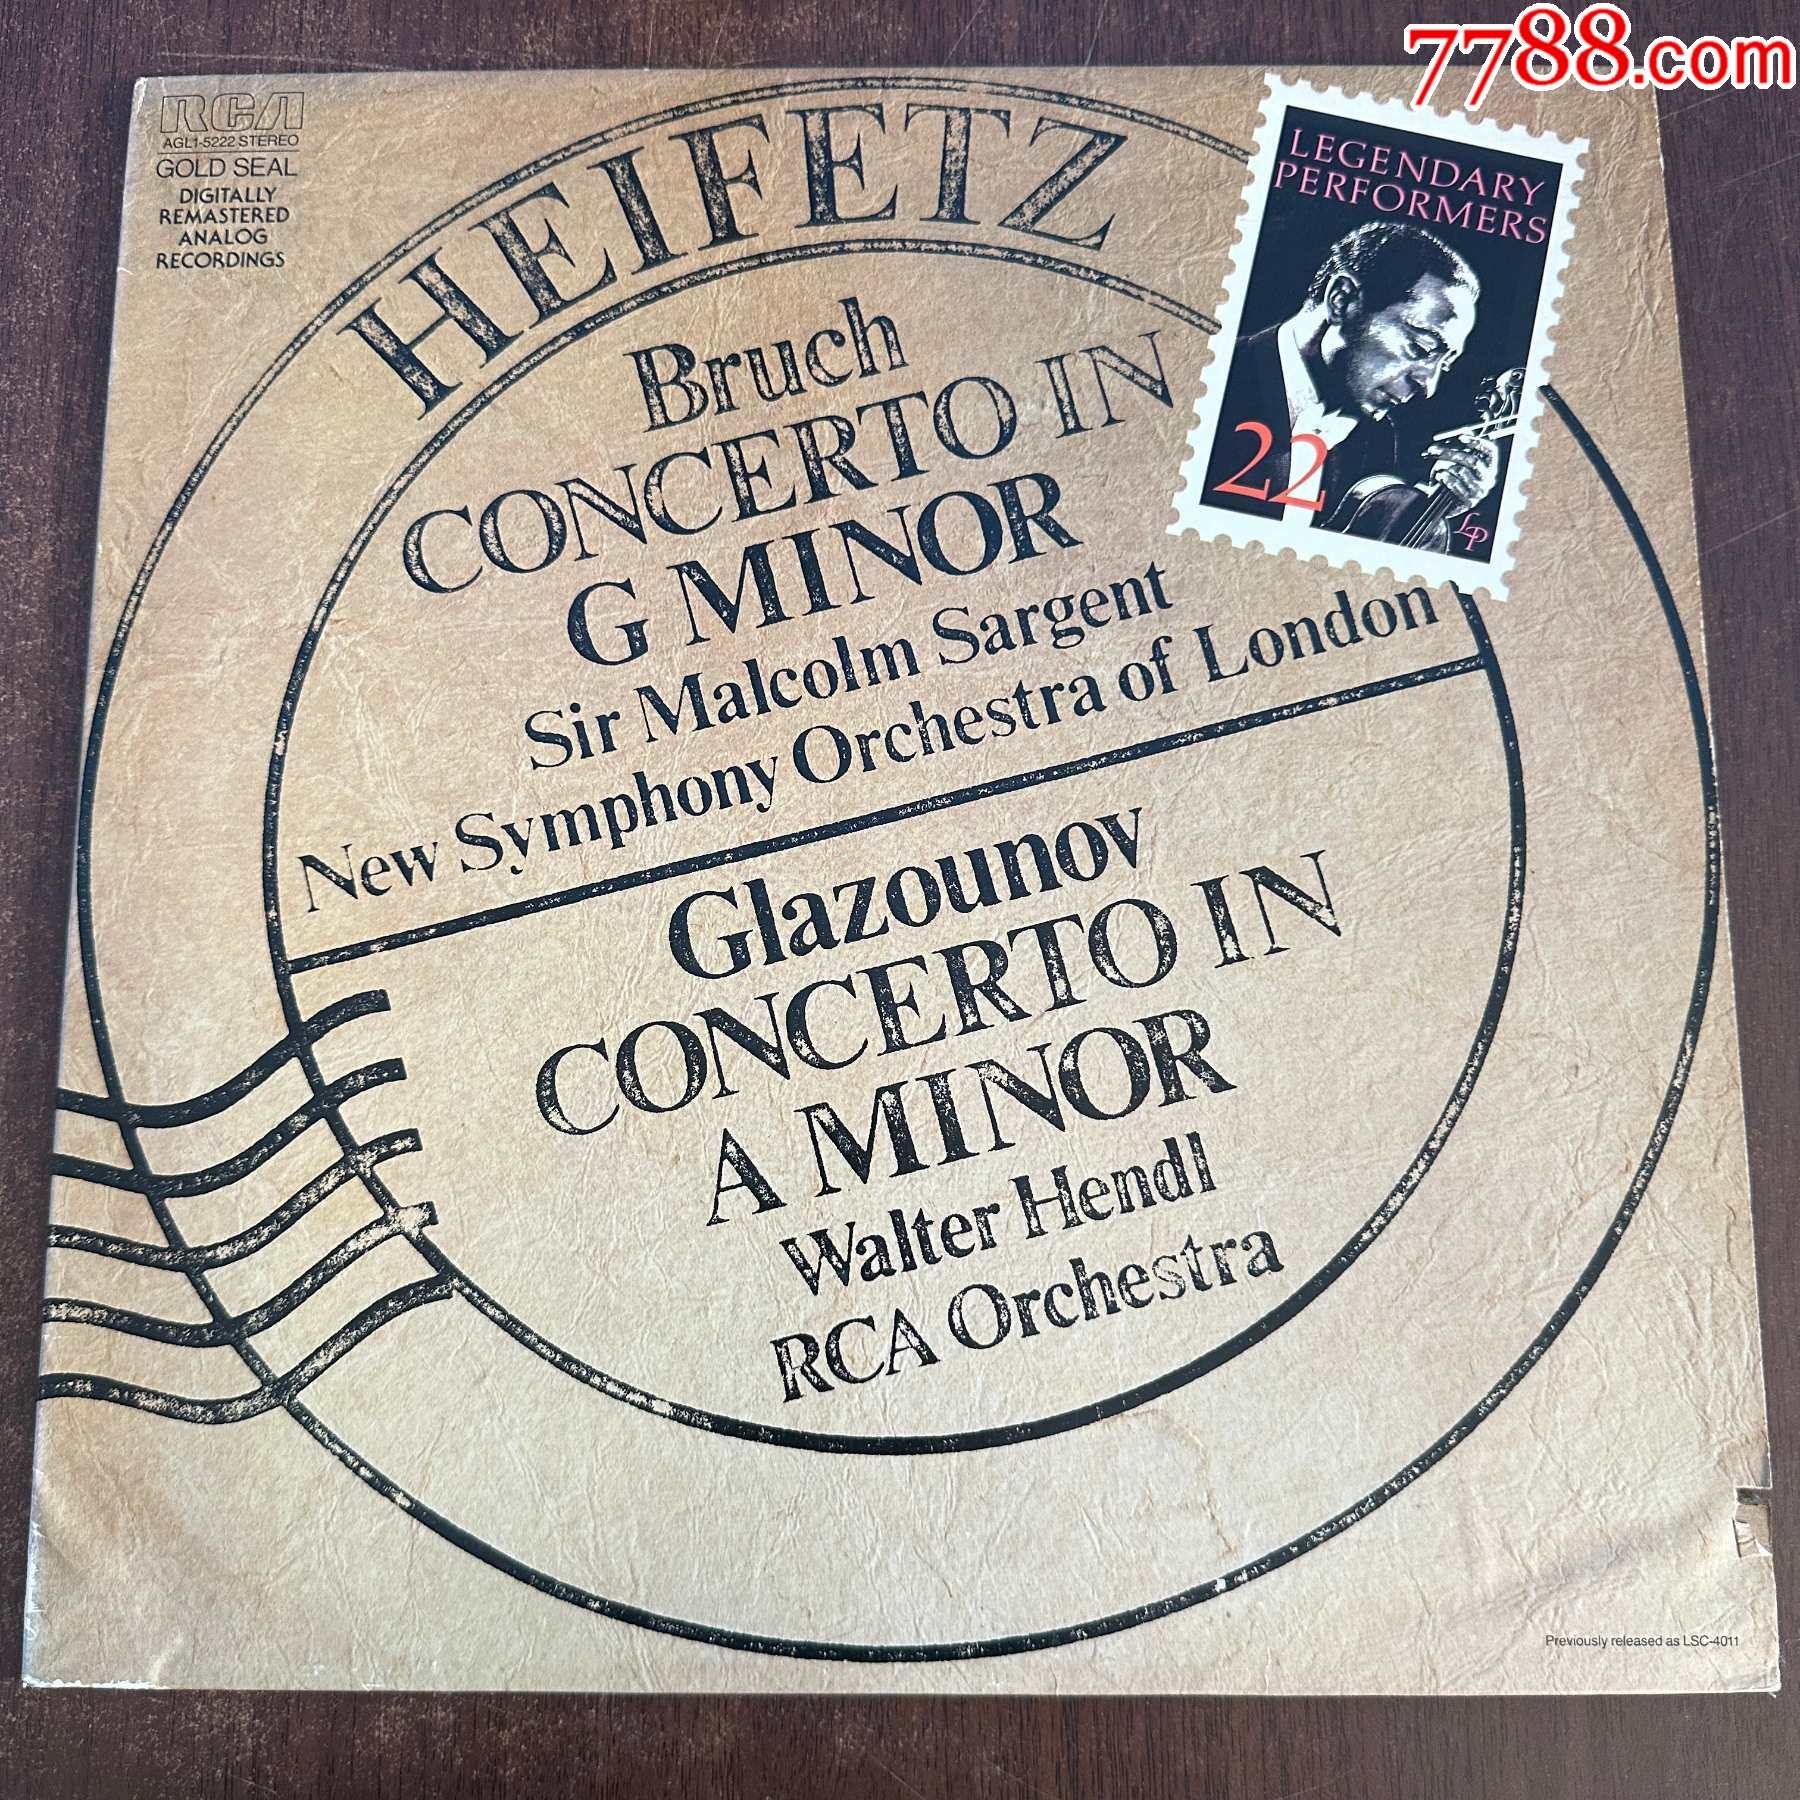 7788.com
RCA
AGL1-5222 STEREO
GOLD SEAL
DIGITALLY
REMASTERED
ANALOG
RECORDINGS
HEIFETZ
LEGENDARY
PERFORMERS
22
LP
Bruch
CONCERTO IN
G MINOR
Sir Malcolm Sargent
New Symphony Orchestra of London
Glazounov
CONCERTO IN
A MINOR
Walter Hendl
RCA Orchestra
Previously released as LSC-4011